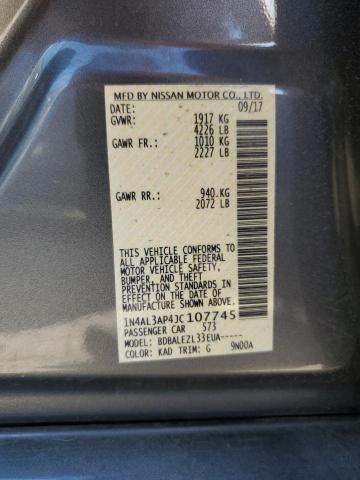 MFD BY NISSAN MOTOR CO., LTD.
DATE: 09/17
GVWR: 1917 KG
4226 LB
GAWR FR.: 1010 KG
2227 LB
GAWR RR.: 940.KG
2072 LB
THIS VEHICLE CONFORMS TO
ALL APPLICABLE FEDERAL
MOTOR VEHICLE SAFETY,
BUMPER, AND THEFT
PREVENTION STANDARDS IN
EFFECT ON THE DATE OF
MANUFACTURE SHOWN ABOVE.
1N4AL3AP4JC107745
PASSENGER CAR 573
MODEL: BDBALEZL33EUA-----
COLOR: KAD TRIM: G 9N00A